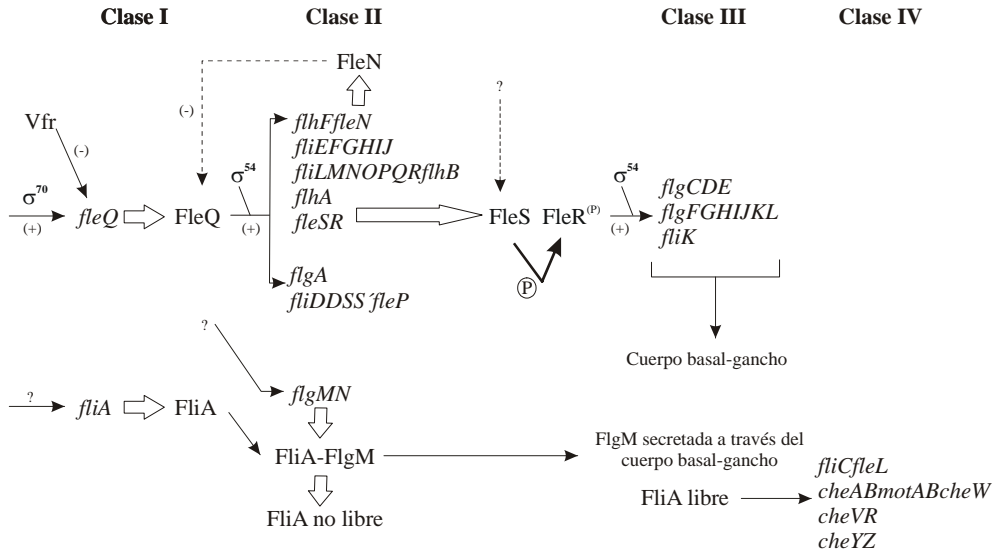 Clase I
Clase II
Clase III
Clase IV
FleN
?
(-)
Vfr
(-)
flhFfleN
fliEFGHIJ
fliLMNOPQRflhB
flhA
fleSR
σ70
(+)
fleQ
FleQ
σ54
(+)
FleS
FleR(P)
P
σ54
(+)
flgCDE
flgFGHIJKL
fliK
flgA
fliDDSS´fleP
Cuerpo basal-gancho
?
?
fliA
FliA
flgMN
FliA-FlgM
FliA no libre
FlgM secretada a través del
cuerpo basal-gancho
FliA libre
fliCfleL
cheABmotABcheW
cheVR
cheYZ